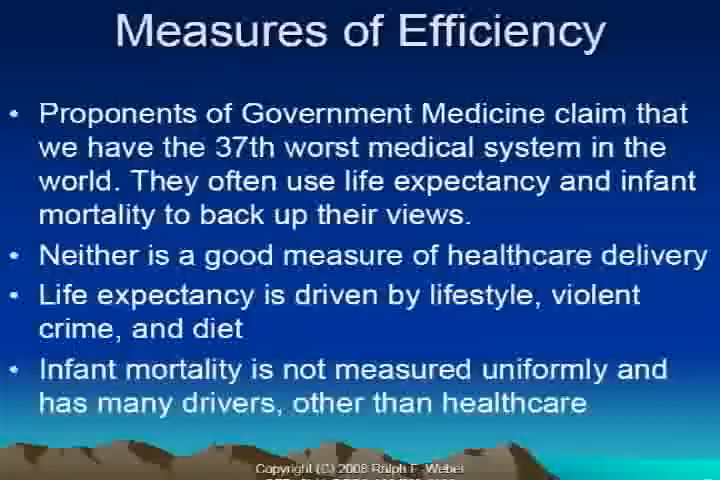 Measures of Efficiency
• Proponents of Government Medicine claim that
we have the 37th worst medical system in the
world. They often use life expectancy and infant
mortality to back up their views.
• Neither is a good measure of healthcare delivery
• Life expectancy is driven by lifestyle, violent
crime, and diet
• Infant mortality is not measured uniformly and
has many drivers, other than healthcare
Copyright (C) 2008 Ralph F. Weber